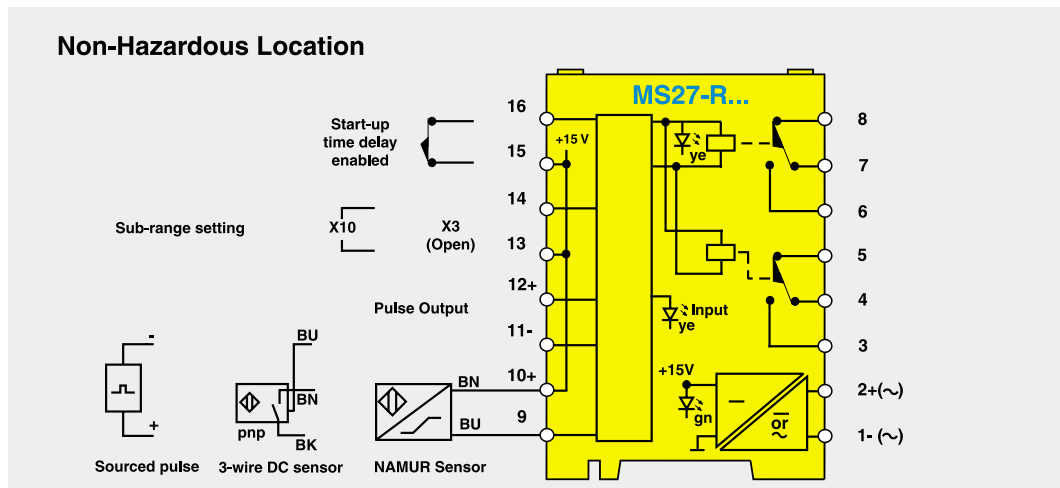 Non-Hazardous Location
MS27-R...
16
Start-up
time delay
enabled
15
+15 V
ye
8
7
14
6
Sub-range setting
X10
X3
(Open)
13
5
12+
Pulse Output
Input
ye
4
11-
3
-
BU
10+
+15V
2+(~)
BN
BN
gn
—
or
~
+
pnp
BK
BU
9
1- (~)
Sourced pulse
3-wire DC sensor
NAMUR Sensor